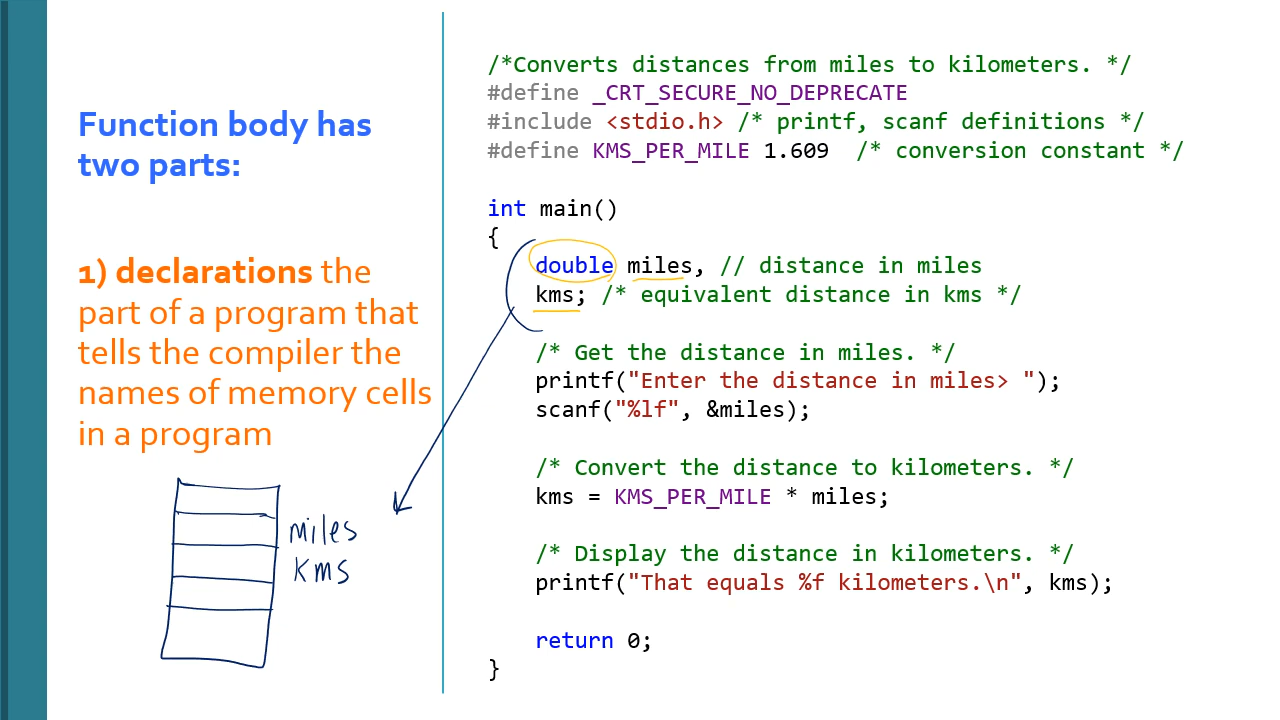 Function body has
two parts:
1) declarations the
part of a program that
tells the compiler the
names of memory cells
in a program
miles
kms
/*Converts distances from miles to kilometers. */
#define _CRT_SECURE_NO_DEPRECATE
#include <stdio.h> /* printf, scanf definitions */
#define KMS_PER_MILE 1.609  /* conversion constant */
int main()
{
double miles, // distance in miles
kms; /* equivalent distance in kms */
/* Get the distance in miles. */
printf("Enter the distance in miles> ");
scanf("%lf", &miles);
/* Convert the distance to kilometers. */
kms = KMS_PER_MILE * miles;
/* Display the distance in kilometers. */
printf("That equals %f kilometers.\n", kms);
return 0;
}